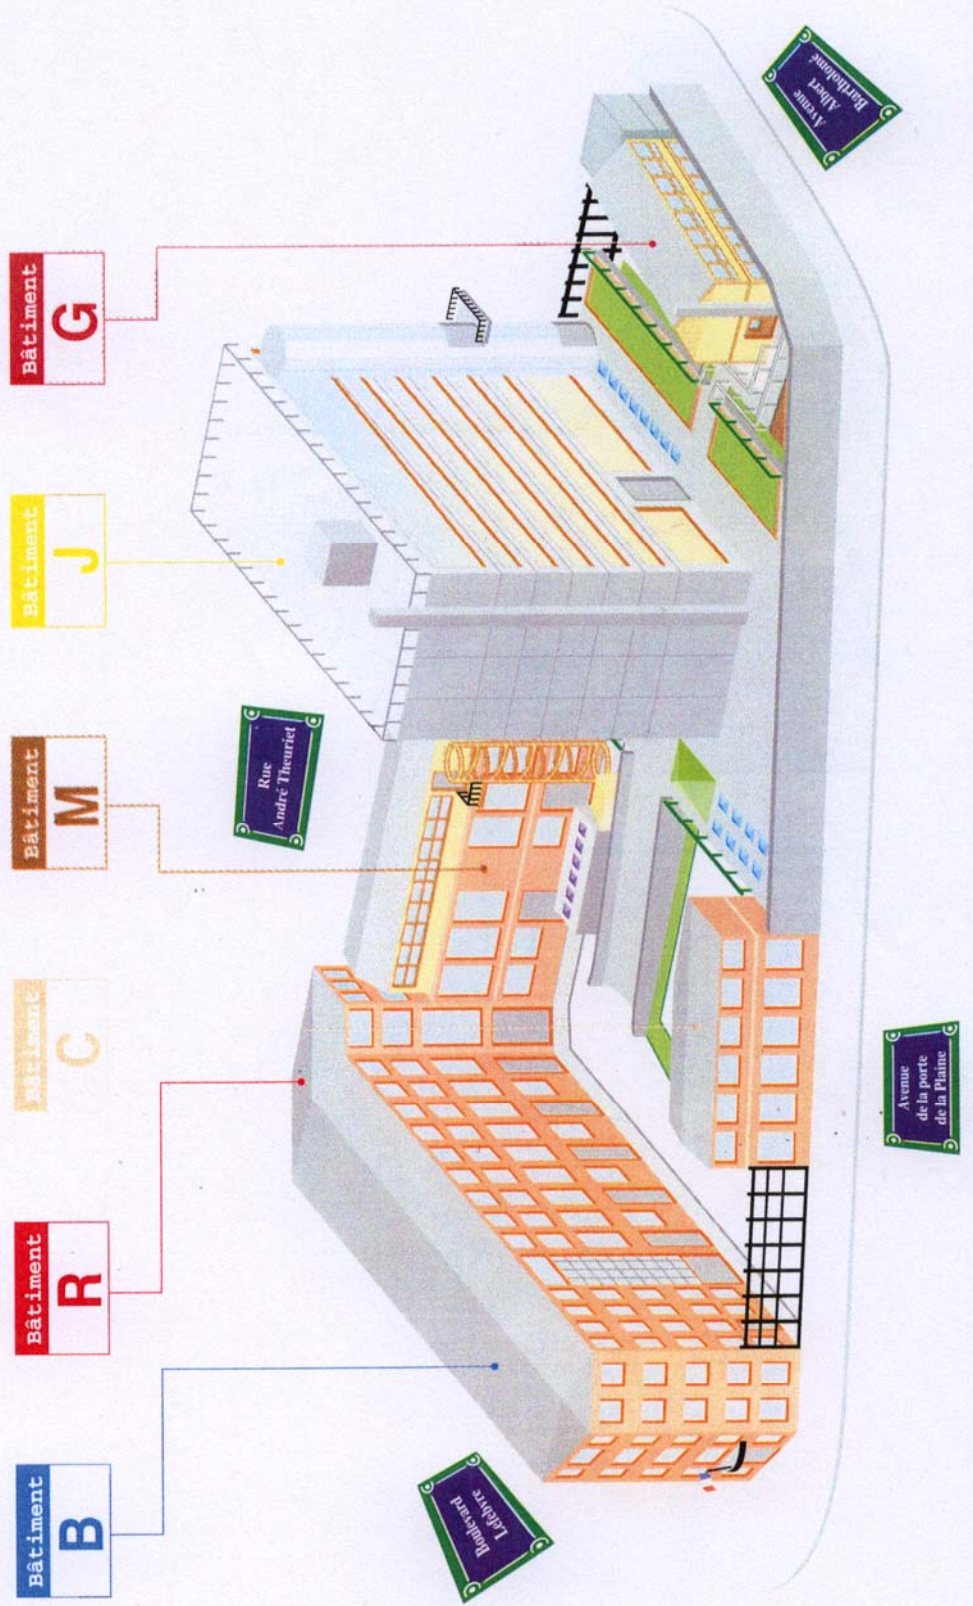 Bâtiment
B
Bâtiment
R
Bâtiment
C
Bâtiment
M
Bâtiment
J
Bâtiment
G
Boulevard
Lefebvre
Rue
André Theuriet
Avenue
de la porte
de la Plaine
Avenue
Albert
Bartholomé